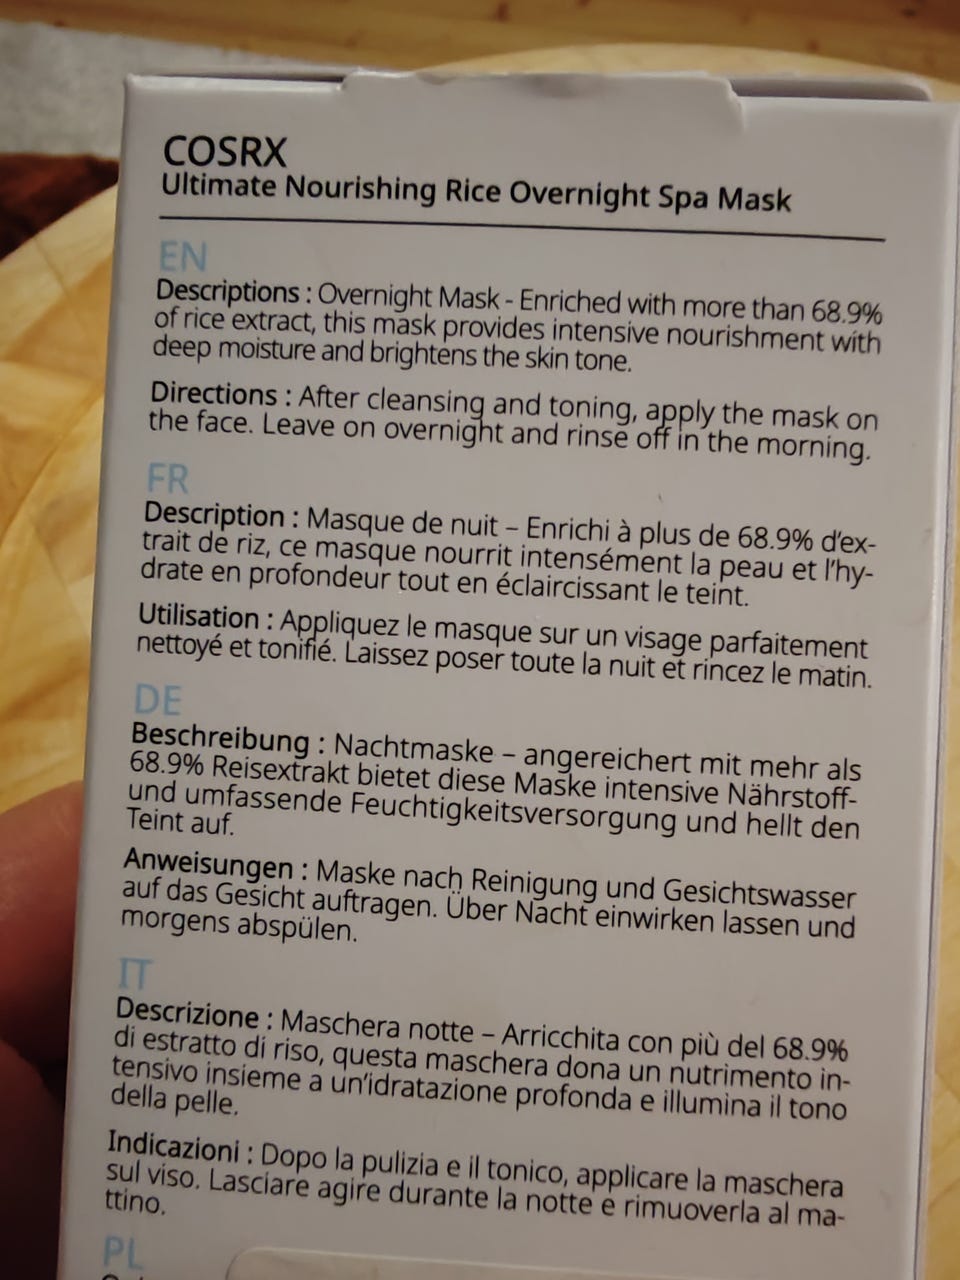 COSRX
Ultimate Nourishing Rice Overnight Spa Mask
EN
Descriptions : Overnight Mask - Enriched with more than 68.9%
of rice extract, this mask provides intensive nourishment with
deep moisture and brightens the skin tone.
Directions : After cleansing and toning, apply the mask on
the face. Leave on overnight and rinse off in the morning.
FR
Description : Masque de nuit – Enrichi à plus de 68.9% d'ex-
trait de riz, ce masque nourrit intensément la peau et l'hy-
drate en profondeur tout en éclaircissant le teint.
Utilisation : Appliquez le masque sur un visage parfaitement
nettoyé et tonifié. Laissez poser toute la nuit et rincez le matin.
DE
Beschreibung : Nachtmaske – angereichert mit mehr als
68.9% Reisextrakt bietet diese Maske intensive Nährstoff-
und umfassende Feuchtigkeitsversorgung und hellt den
Teint auf.
Anweisungen : Maske nach Reinigung und Gesichtswasser
auf das Gesicht auftragen. Über Nacht einwirken lassen und
morgens abspülen.
IT
Descrizione : Maschera notte – Arricchita con più del 68.9%
di estratto di riso, questa maschera dona un nutrimento in-
tensivo insieme a un'idratazione profonda e illumina il tono
della pelle.
Indicazioni : Dopo la pulizia e il tonico, applicare la maschera
sul viso. Lasciare agire durante la notte e rimuoverla al ma-
ttino.
PL